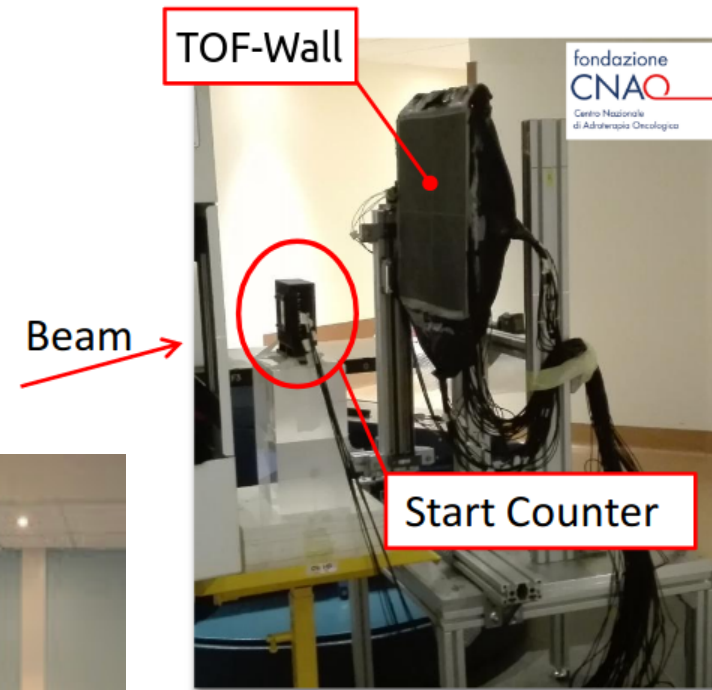 TOF-Wall
fondazione
CNAO
Centro Nazionale
di Adroterapia Oncologica
Beam
Start Counter